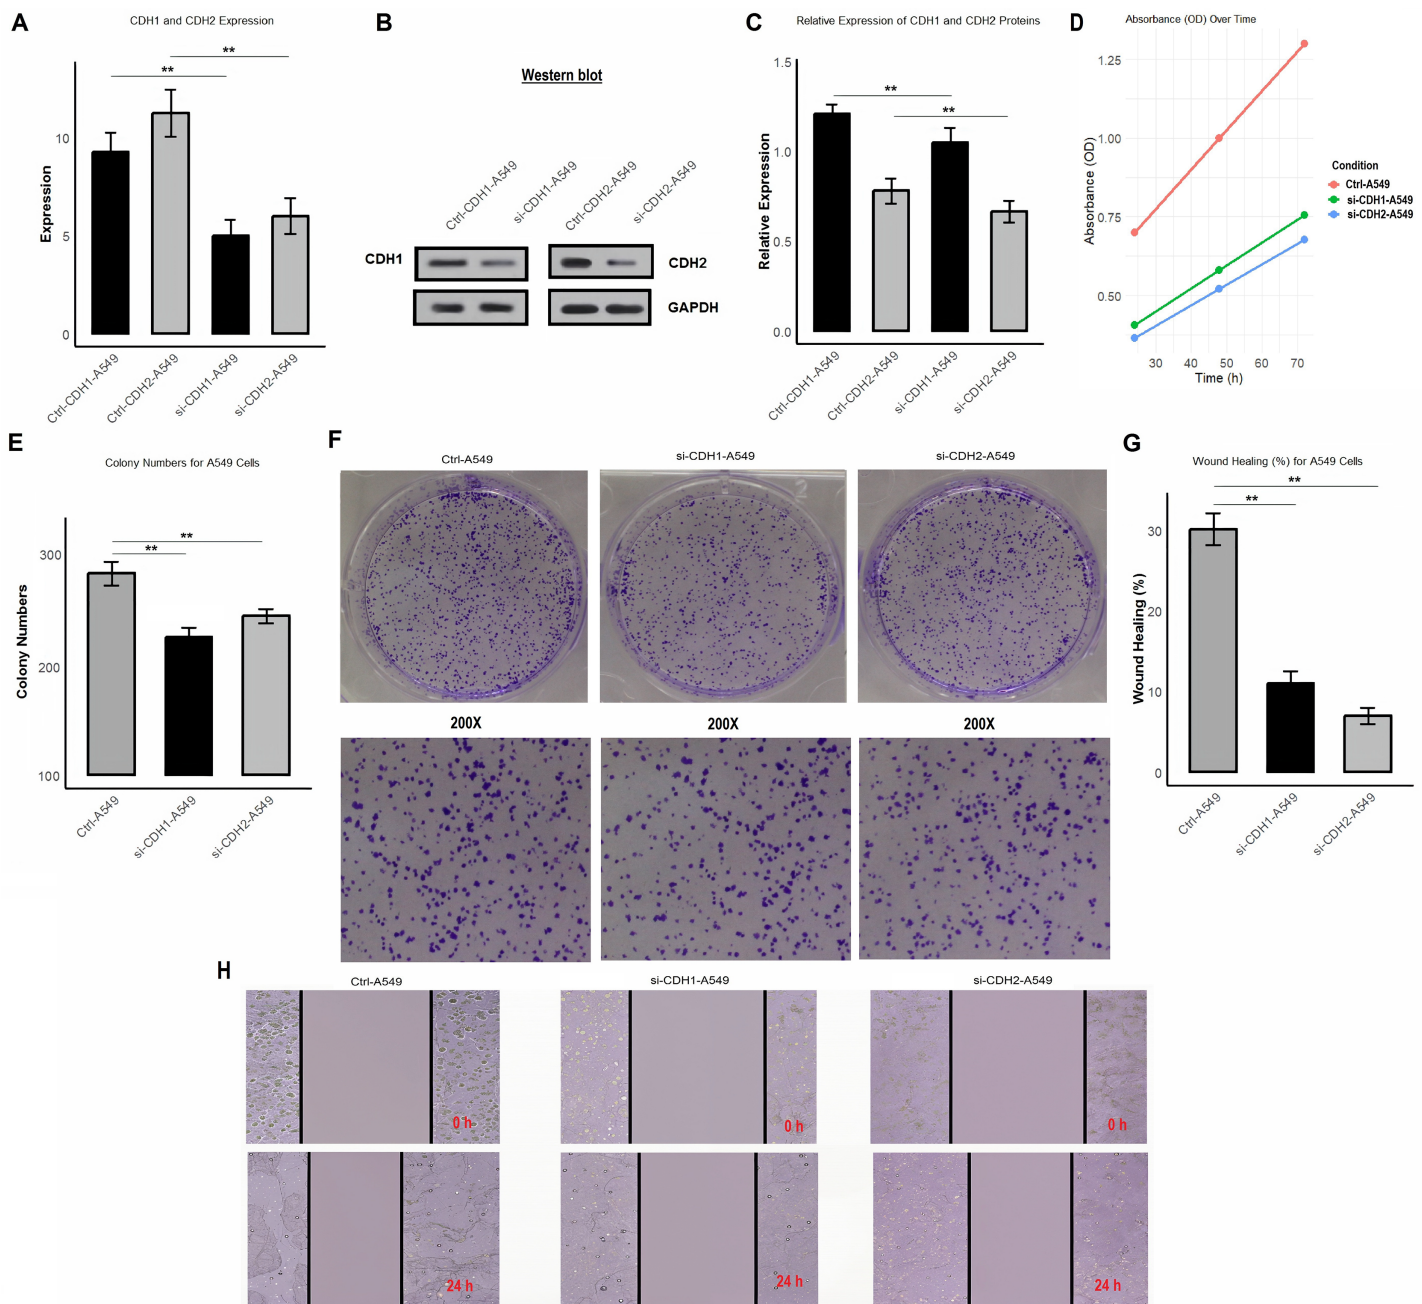 A
CDH1 and CDH2 Expression
**
**
Expression
10
5
0
Ctrl-CDH1-A549
Ctrl-CDH2-A549
si-CDH1-A549
si-CDH2-A549
B
Western blot
Ctrl-CDH1-A549
si-CDH1-A549
Ctrl-CDH2-A549
si-CDH2-A549
CDH1
CDH2
GAPDH
C
Relative Expression of CDH1 and CDH2 Proteins
**
**
Relative Expression
1.5
1.0
0.5
0.0
Ctrl-CDH1-A549
Ctrl-CDH2-A549
si-CDH1-A549
si-CDH2-A549
D
Absorbance (OD) Over Time
Absorbance (OD)
1.25
1.00
0.75
0.50
30 40 50 60 70
Time (h)
Condition
Ctrl-A549
si-CDH1-A549
si-CDH2-A549
E
Colony Numbers for A549 Cells
**
**
Colony Numbers
300
200
100
Ctrl-A549
si-CDH1-A549
si-CDH2-A549
F
Ctrl-A549
si-CDH1-A549
si-CDH2-A549
200X
200X
200X
G
Wound Healing (%) for A549 Cells
**
**
Wound Healing (%)
30
20
10
0
Ctrl-A549
si-CDH1-A549
si-CDH2-A549
H
Ctrl-A549
si-CDH1-A549
si-CDH2-A549
0 h
0 h
0 h
24 h
24 h
24 h